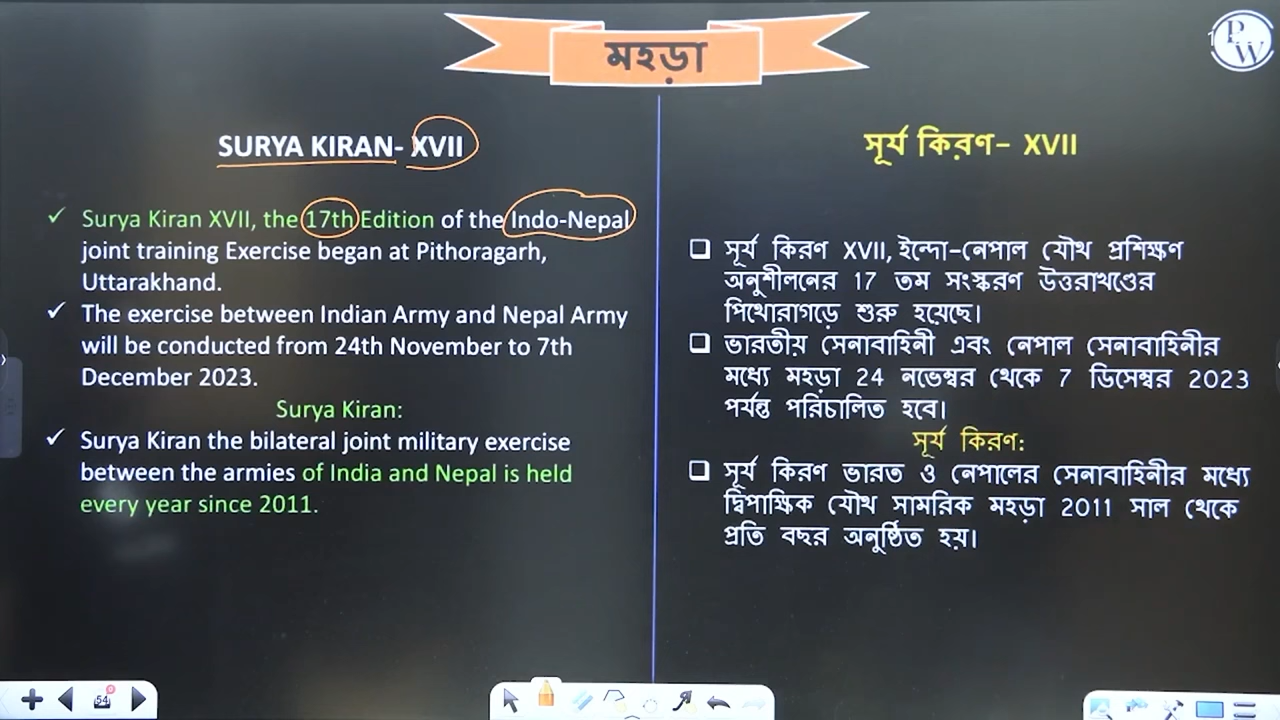 মহড়া
PW
SURYA KIRAN- XVII
Surya Kiran XVII, the 17th Edition of the Indo-Nepal
joint training Exercise began at Pithoragarh,
Uttarakhand.
The exercise between Indian Army and Nepal Army
will be conducted from 24th November to 7th
December 2023.
Surya Kiran:
Surya Kiran the bilateral joint military exercise
between the armies of India and Nepal is held
every year since 2011.
সূর্য কিরণ- XVII
সূর্য কিরণ XVII, ইন্দো-নেপাল যৌথ প্রশিক্ষণ
অনুশীলনের 17 তম সংস্করণ উত্তরাখণ্ডের
পিথোরাগড়ে শুরু হয়েছে।
ভারতীয় সেনাবাহিনী এবং নেপাল সেনাবাহিনীর
মধ্যে মহড়া 24 নভেম্বর থেকে 7 ডিসেম্বর 2023
পর্যন্ত পরিচালিত হবে।
সূর্য কিরণ:
সূর্য কিরণ ভারত ও নেপালের সেনাবাহিনীর মধ্যে
দ্বিপাক্ষিক যৌথ সামরিক মহড়া 2011 সাল থেকে
প্রতি বছর অনুষ্ঠিত হয়।
54